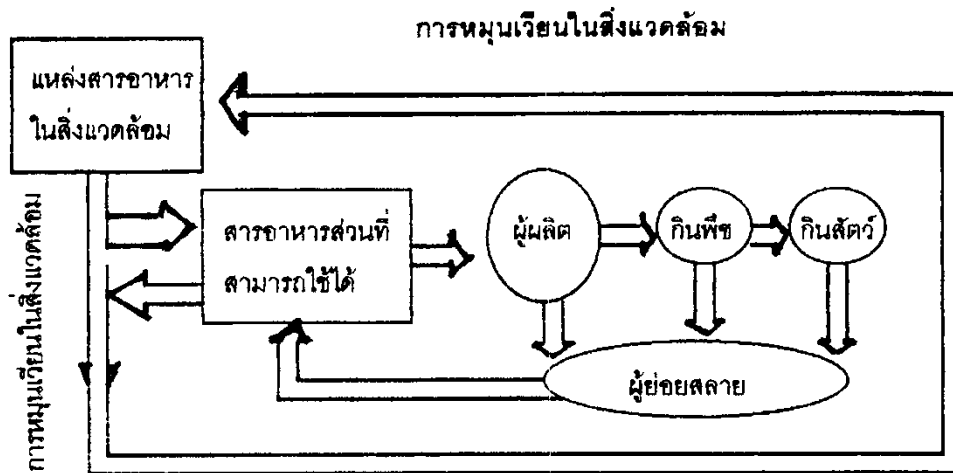 การหมุนเวียนในสิ่งแวดล้อม
แหล่งสารอาหาร
ในสิ่งแวดล้อม
การหมุนเวียนในสิ่งแวดล้อม
สารอาหารส่วนที่
สามารถใช้ได้
ผู้ผลิต
กินพืช
กินสัตว์
ผู้ย่อยสลาย